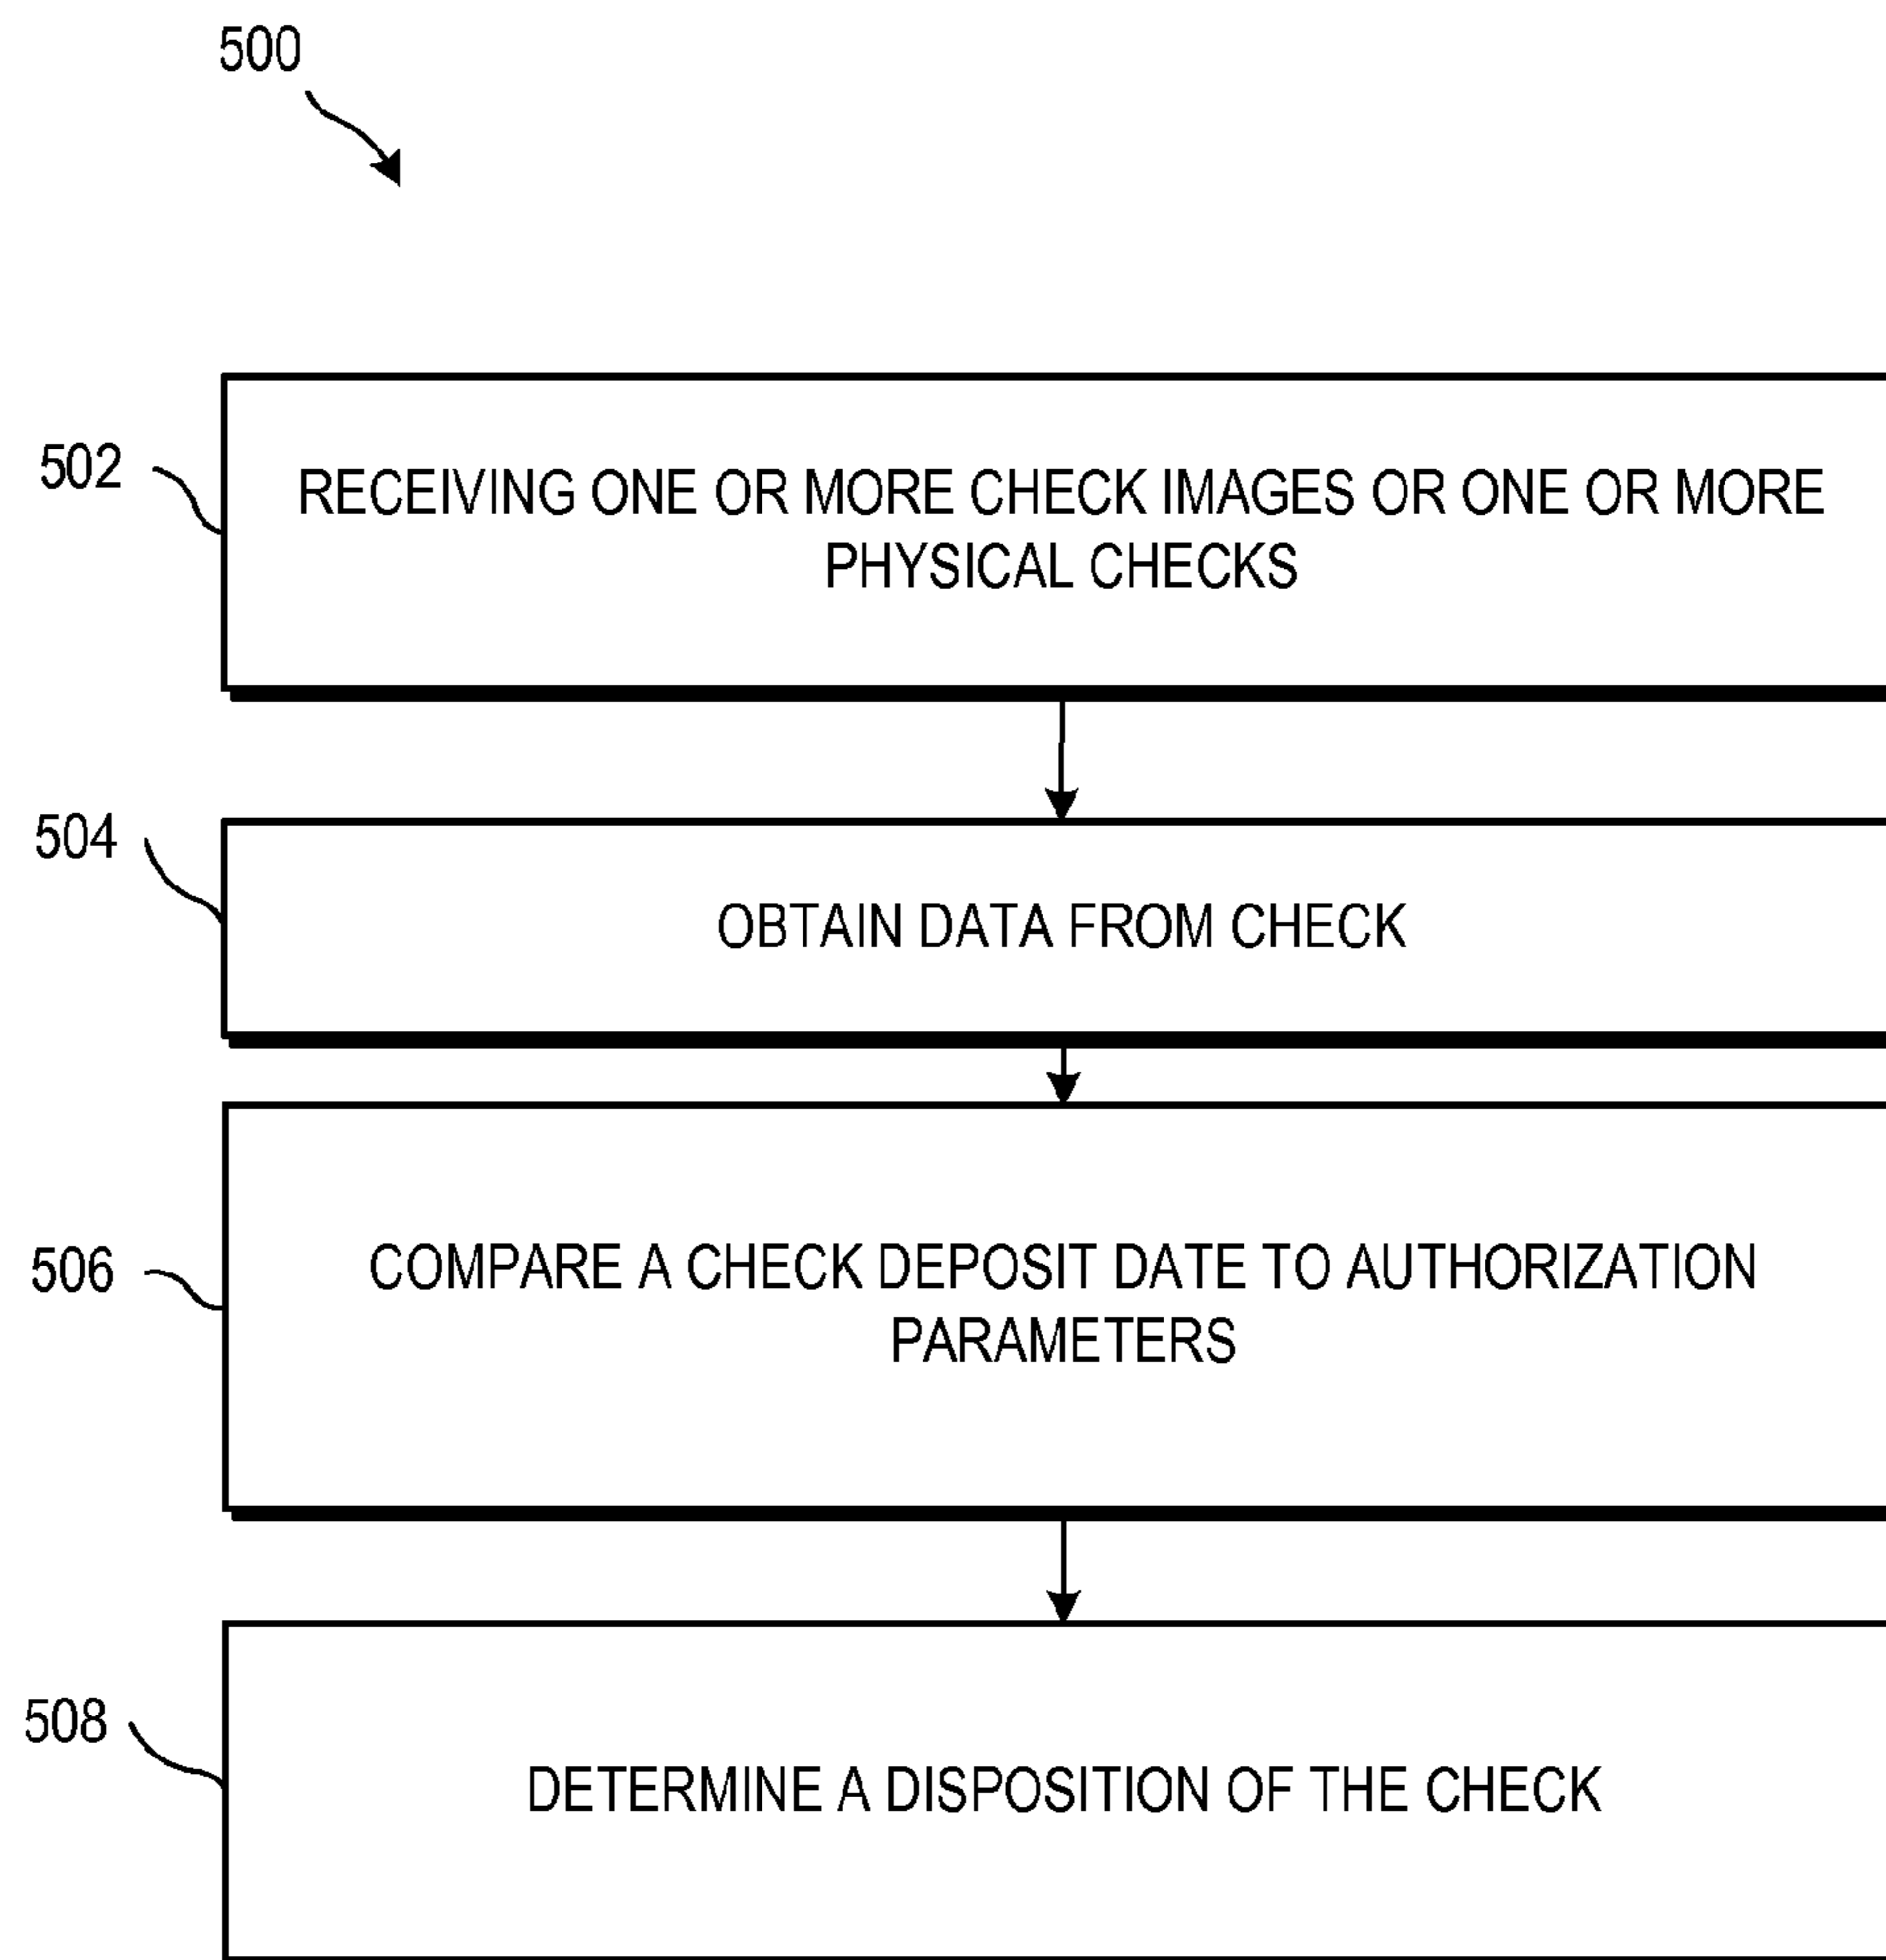 500
502
RECEIVING ONE OR MORE CHECK IMAGES OR ONE OR MORE
PHYSICAL CHECKS
504
OBTAIN DATA FROM CHECK
506
COMPARE A CHECK DEPOSIT DATE TO AUTHORIZATION
PARAMETERS
508
DETERMINE A DISPOSITION OF THE CHECK